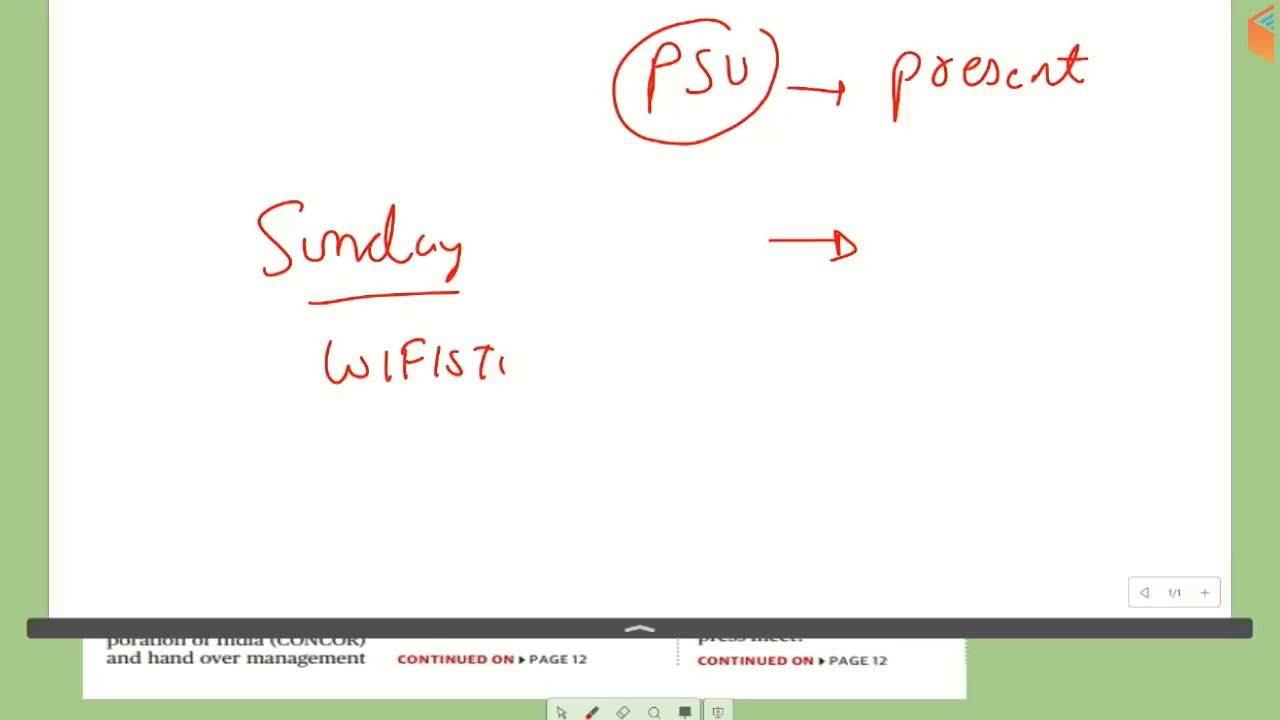 PSU → present
Sunday →
WIFISTI
1/1
poration of India (CONCOR)
and hand over management
CONTINUED ON ▶ PAGE 12
press meet.
CONTINUED ON ▶ PAGE 12